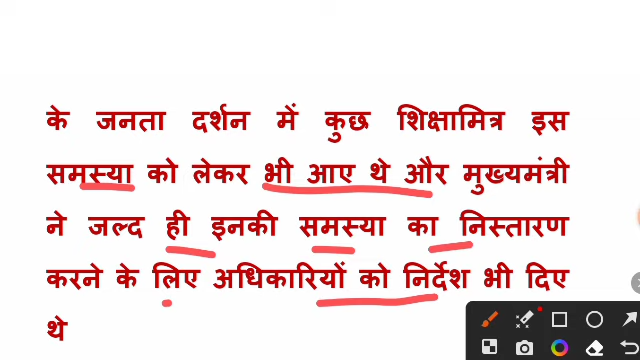 के जनता दर्शन में कुछ शिक्षामित्र इस
समस्या को लेकर भी आए थे और मुख्यमंत्री
ने जल्द ही इनकी समस्या का निस्तारण
करने के लिए अधिकारियों को निर्देश भी दिए
थे